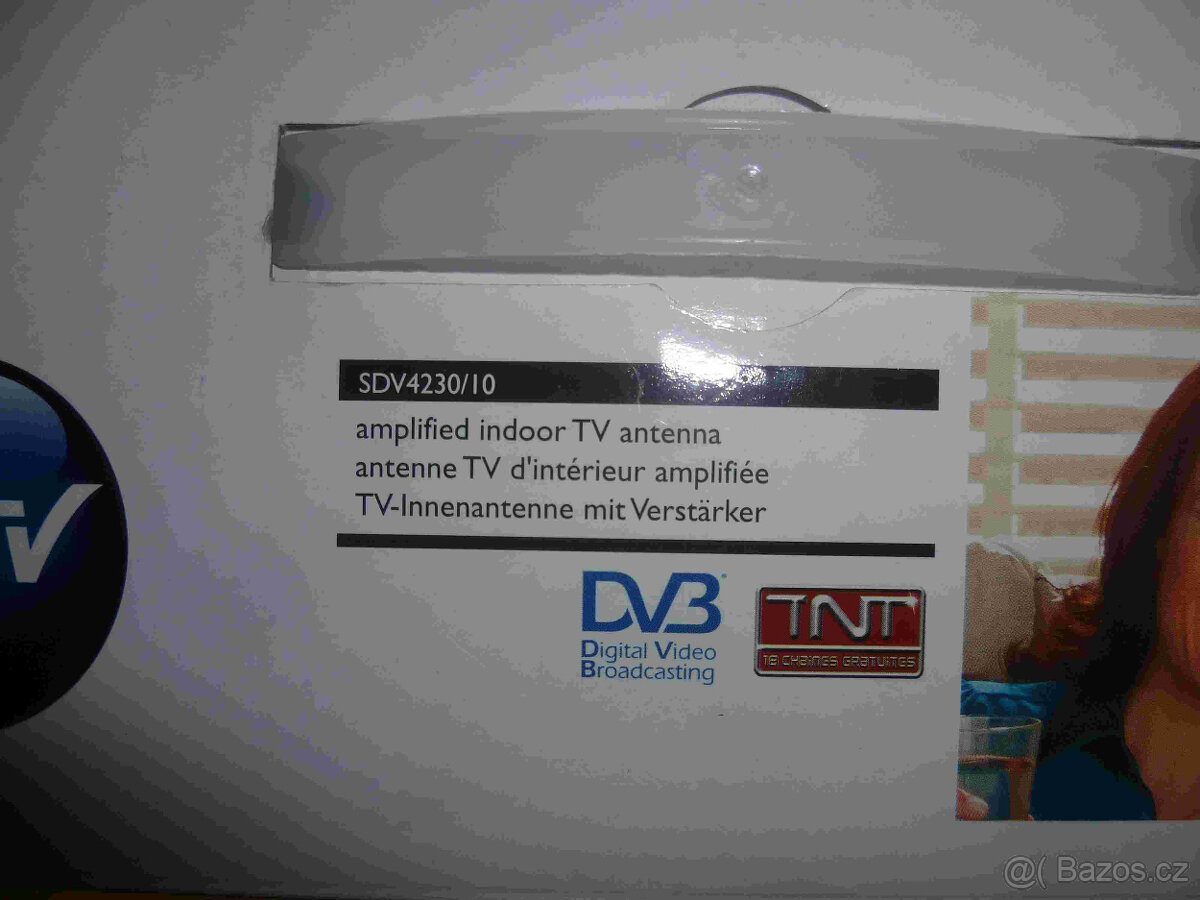 TV
SDV4230/10
amplified indoor TV antenna
antenne TV d'intérieur amplifiée
TV-Innenantenne mit Verstärker
DVB
Digital Video
Broadcasting
TNT
18 CHAINES GRATUITES
@( Bazos.cz